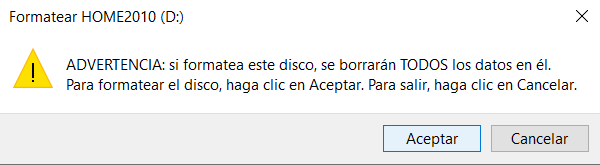 Formatear HOME2010 (D:)
ADVERTENCIA: si formatea este disco, se borrarán TODOS los datos en él.
Para formatear el disco, haga clic en Aceptar. Para salir, haga clic en Cancelar.
Aceptar Cancelar